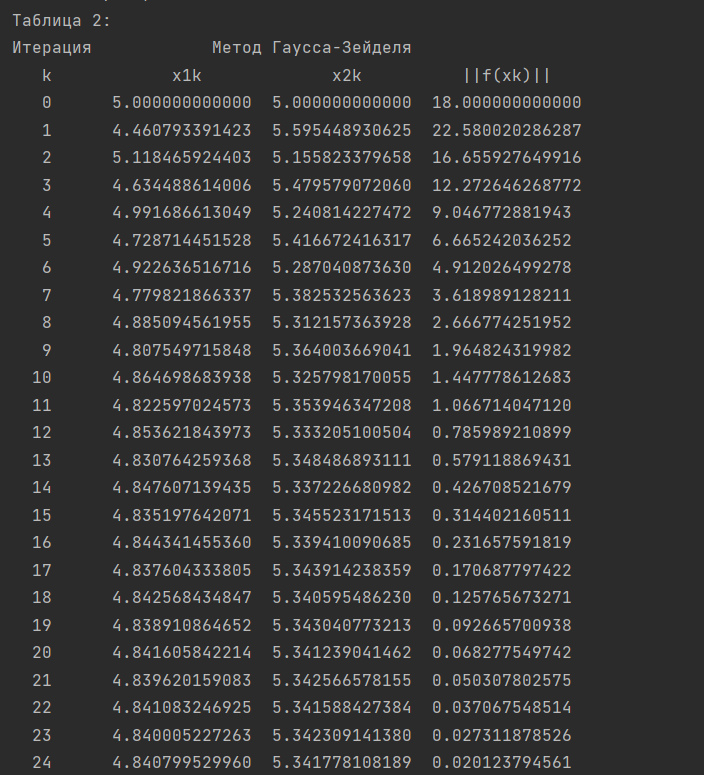 Таблица 2:
Итерация Метод Гаусса-Зейделя
k x1k x2k ||f(xk)||
0 5.000000000000 5.000000000000 18.000000000000
1 4.460793391423 5.595448930625 22.580020286287
2 5.118465924403 5.155823379658 16.655927649916
3 4.634488614006 5.479579072060 12.272646268772
4 4.991686613049 5.240814227472 9.046772881943
5 4.728714451528 5.416672416317 6.665242036252
6 4.922636516716 5.287040873630 4.912026499278
7 4.779821866337 5.382532563623 3.618989128211
8 4.885094561955 5.312157363928 2.666774251952
9 4.807549715848 5.364003669041 1.964824319982
10 4.864698683938 5.325798170055 1.447778612683
11 4.822597024573 5.353946347208 1.066714047120
12 4.853621843973 5.333205100504 0.785989210899
13 4.830764259368 5.348486893111 0.579118869431
14 4.847607139435 5.337226680982 0.426708521679
15 4.835197642071 5.345523171513 0.314402160511
16 4.844341455360 5.339410090685 0.231657591819
17 4.837604333805 5.343914238359 0.170687797422
18 4.842568434847 5.340595486230 0.125765673271
19 4.838910864652 5.343040773213 0.092665700938
20 4.841605842214 5.341239041462 0.068277549742
21 4.839620159083 5.342566578155 0.050307802575
22 4.841083246925 5.341588427384 0.037067548514
23 4.840005227263 5.342309141380 0.027311878526
24 4.840799529960 5.341778108189 0.020123794561